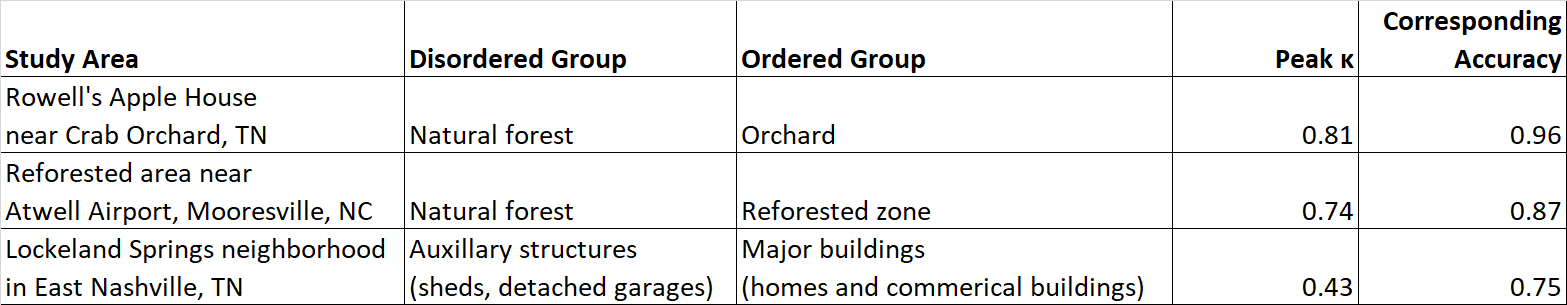 Study Area Disordered Group Ordered Group Peak κ Corresponding Accuracy
Rowell's Apple House
near Crab Orchard, TN Natural forest Orchard 0.81 0.96
Reforested area near
Atwell Airport, Mooresville, NC Natural forest Reforested zone 0.74 0.87
Lockeland Springs neighborhood Auxillary structures Major buildings
in East Nashville, TN (sheds, detached garages) (homes and commerical buildings) 0.43 0.75